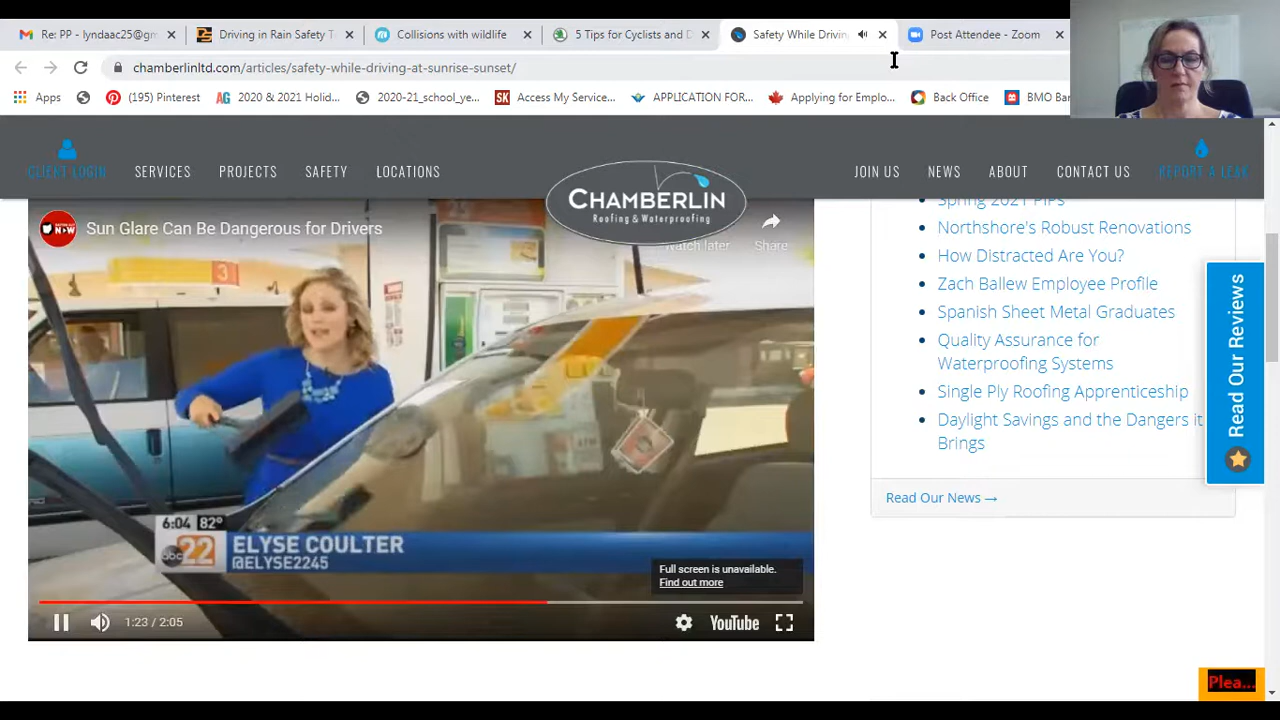 Re: PP - lyndaac25@gm
Driving in Rain Safety T
Collisions with wildlife
5 Tips for Cyclists and D
Safety While Drivin
Post Attendee - Zoom
chamberlinltd.com/articles/safety-while-driving-at-sunrise-sunset/
Apps
(195) Pinterest
2020 & 2021 Holid...
2020-21_school_ye...
Access My Service...
APPLICATION FOR...
Applying for Emplo...
Back Office
BMO Ban
CLIENT LOGIN
SERVICES
PROJECTS
SAFETY
LOCATIONS
CHAMBERLIN
Roofing & Waterproofing
JOIN US
NEWS
ABOUT
CONTACT US
REPORT A LEAK
Sun Glare Can Be Dangerous for Drivers
Watch later
Share
3
6:04 82°
abc 22
ELYSE COULTER
@ELYSE2245
Full screen is unavailable.
Find out more
1:23 / 2:05
YouTube
Spring 2021 PIPs
Northshore's Robust Renovations
How Distracted Are You?
Zach Ballew Employee Profile
Spanish Sheet Metal Graduates
Quality Assurance for
Waterproofing Systems
Single Ply Roofing Apprenticeship
Daylight Savings and the Dangers it
Brings
Read Our News →
Read Our Reviews
Plea...